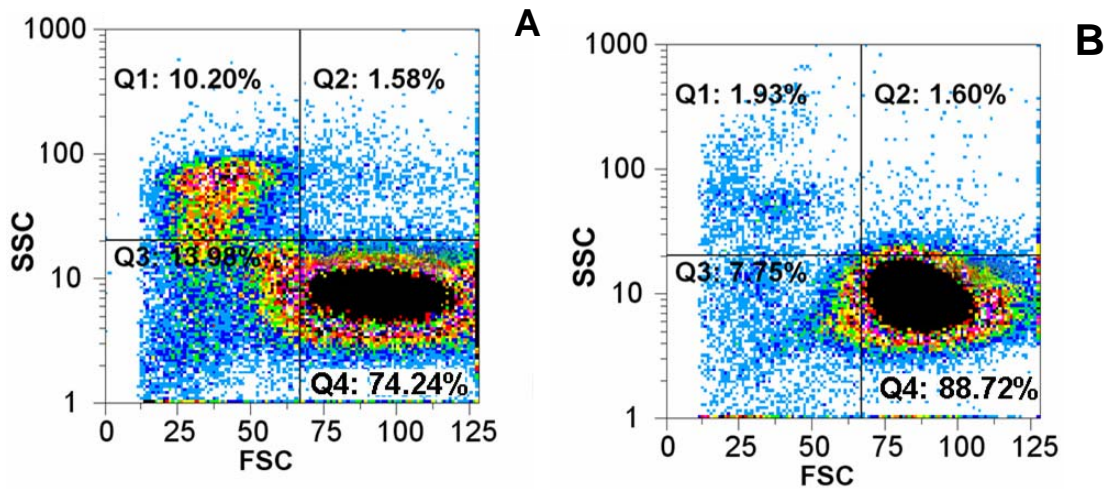 A
1000
Q1: 10.20% Q2: 1.58%
100
SSC
Q3: 13.98%
10
Q4: 74.24%
1
0 25 50 75 100 125
FSC
B
1000
Q1: 1.93% Q2: 1.60%
100
SSC
Q3: 7.75%
10
Q4: 88.72%
1
0 25 50 75 100 125
FSC